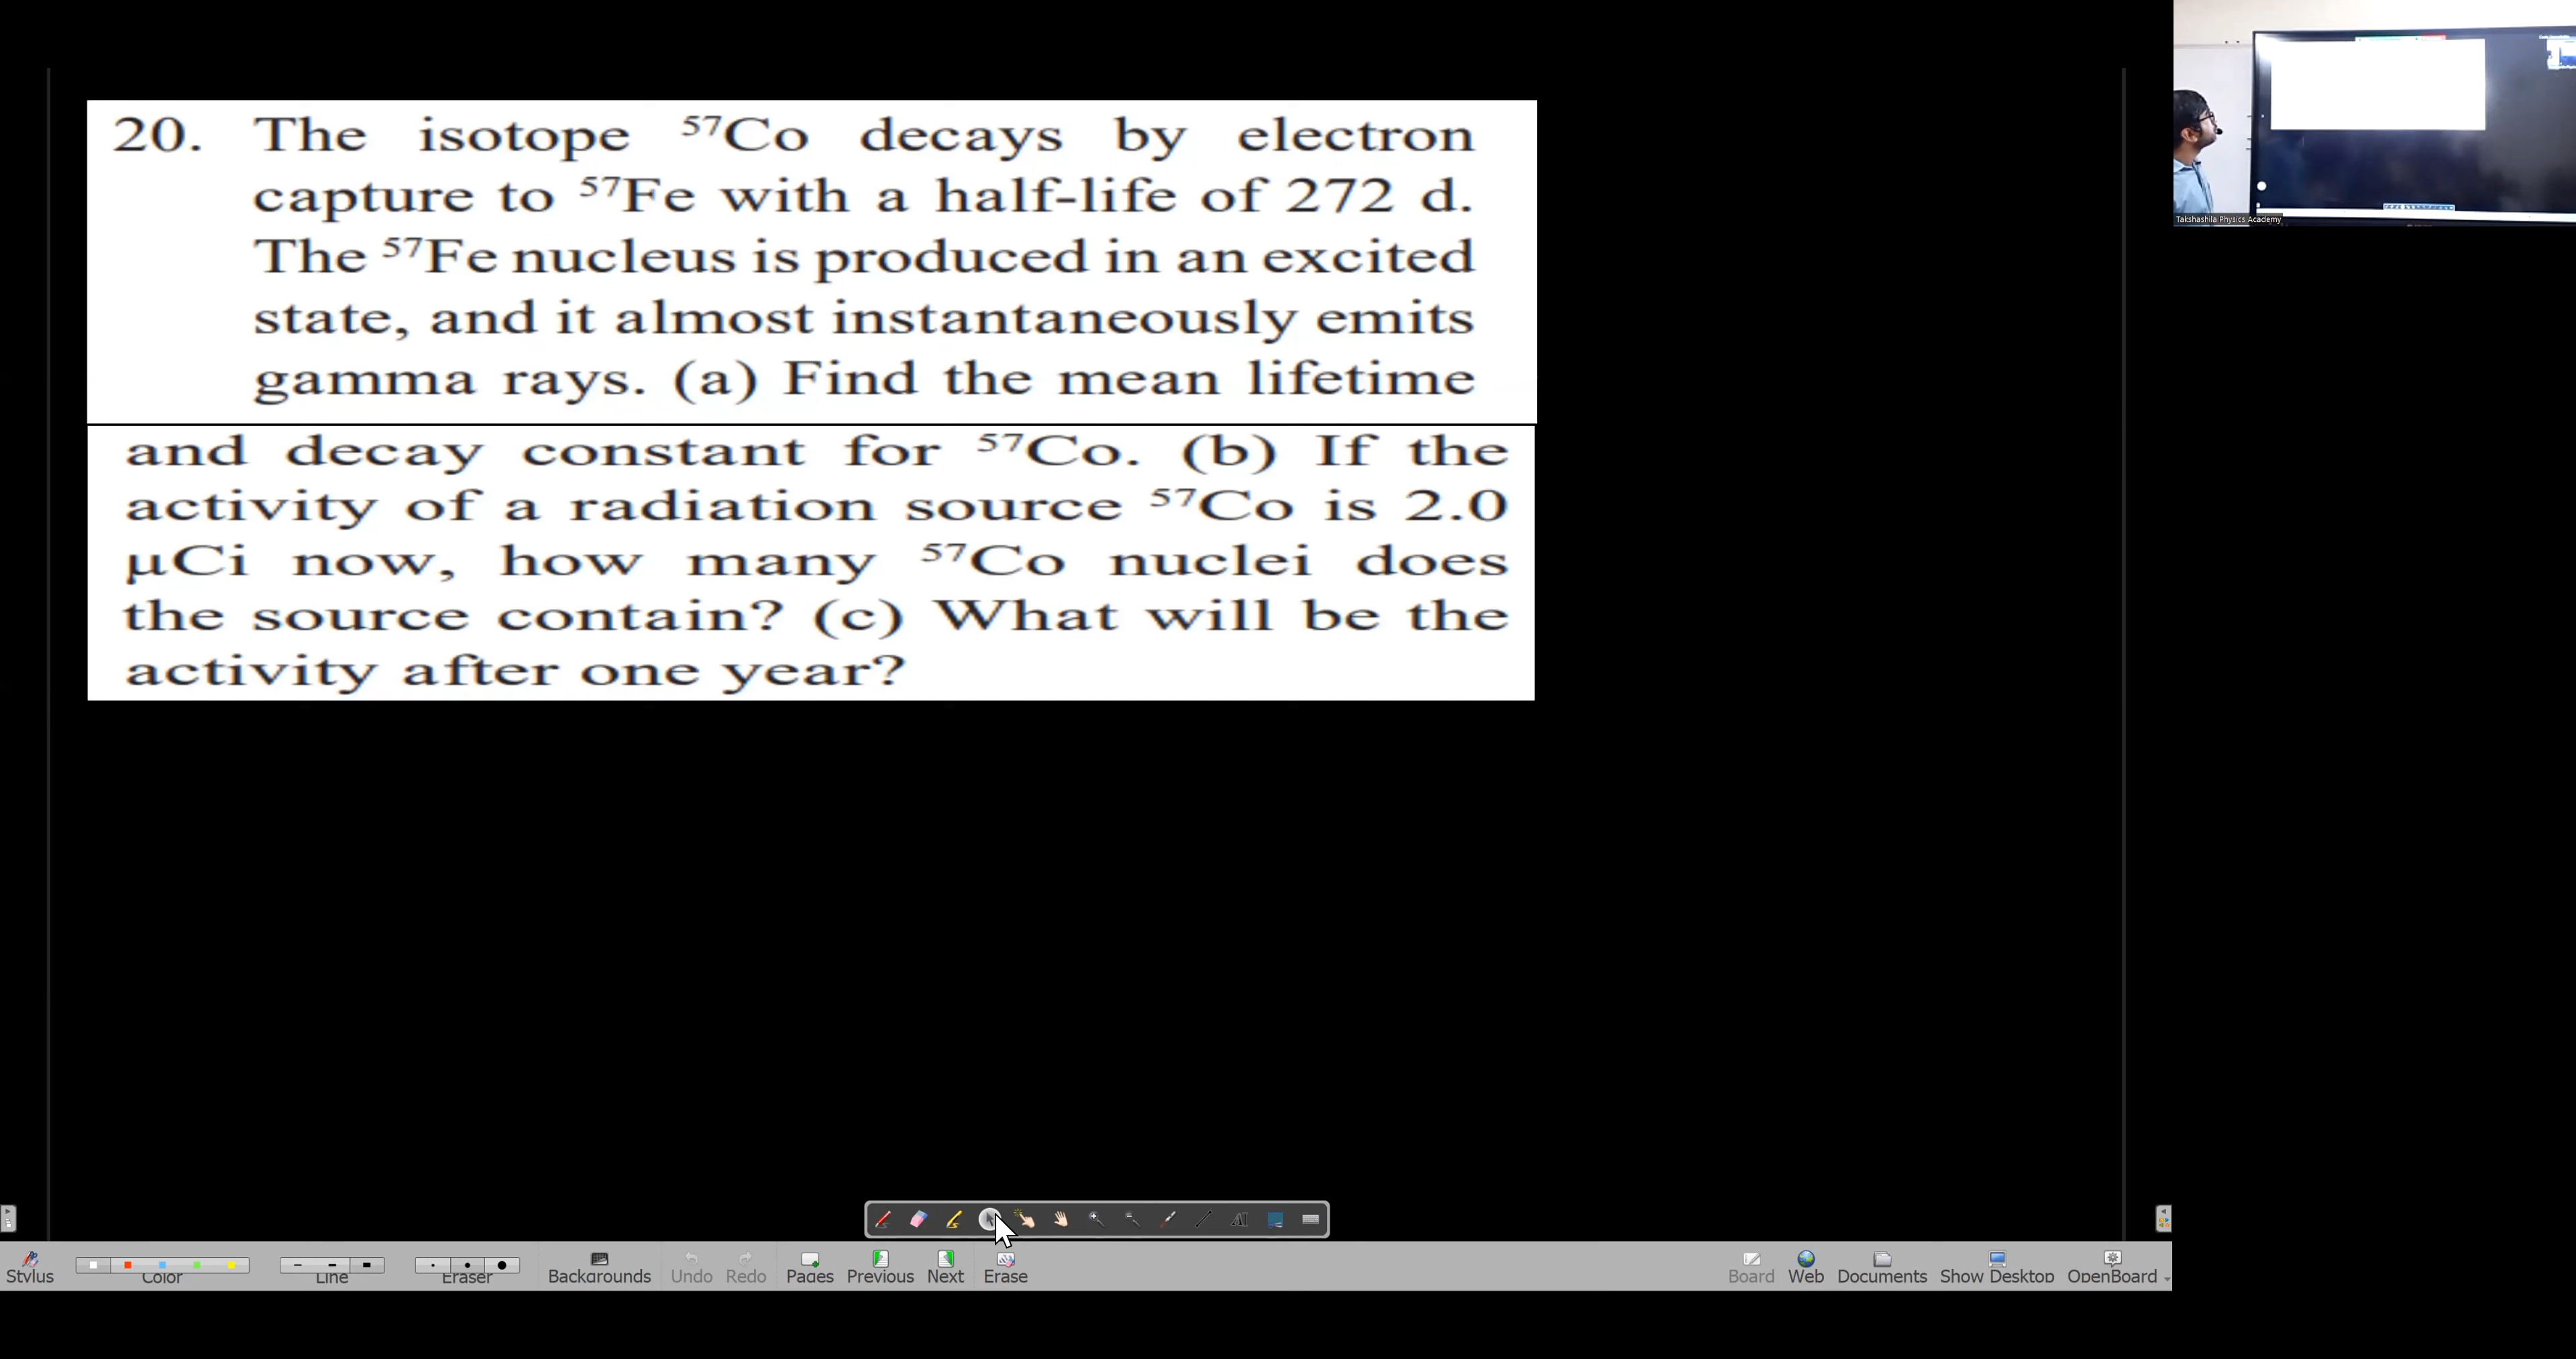 20. The isotope ⁵⁷Co decays by electron
capture to ⁵⁷Fe with a half-life of 272 d.
The ⁵⁷Fe nucleus is produced in an excited
state, and it almost instantaneously emits
gamma rays. (a) Find the mean lifetime
and decay constant for ⁵⁷Co. (b) If the
activity of a radiation source ⁵⁷Co is 2.0
μCi now, how many ⁵⁷Co nuclei does
the source contain? (c) What will be the
activity after one year?
Takshashila Physics Academy
Stylus Color Line Eraser Backgrounds Undo Redo Pages Previous Next Erase Board Web Documents Show Desktop OpenBoard